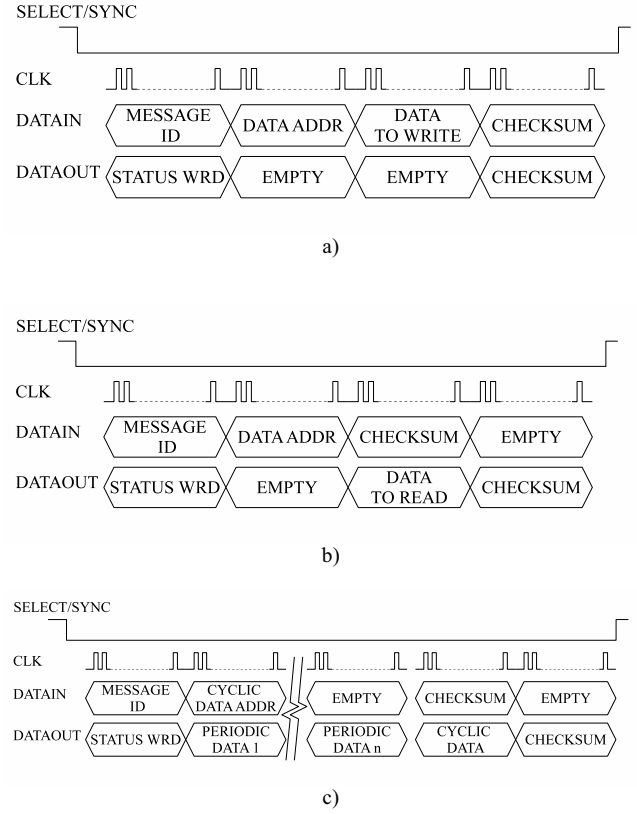 SELECT/SYNC
CLK
DATAIN
MESSAGE
ID
DATA ADDR
DATA
TO WRITE
CHECKSUM
DATAOUT
STATUS WRD
EMPTY
EMPTY
CHECKSUM
a)
SELECT/SYNC
CLK
DATAIN
MESSAGE
ID
DATA ADDR
CHECKSUM
EMPTY
DATAOUT
STATUS WRD
EMPTY
DATA
TO READ
CHECKSUM
b)
SELECT/SYNC
CLK
DATAIN
MESSAGE
ID
CYCLIC
DATA ADDR
EMPTY
CHECKSUM
EMPTY
DATAOUT
STATUS WRD
PERIODIC
DATA 1
PERIODIC
DATA n
CYCLIC
DATA
CHECKSUM
c)